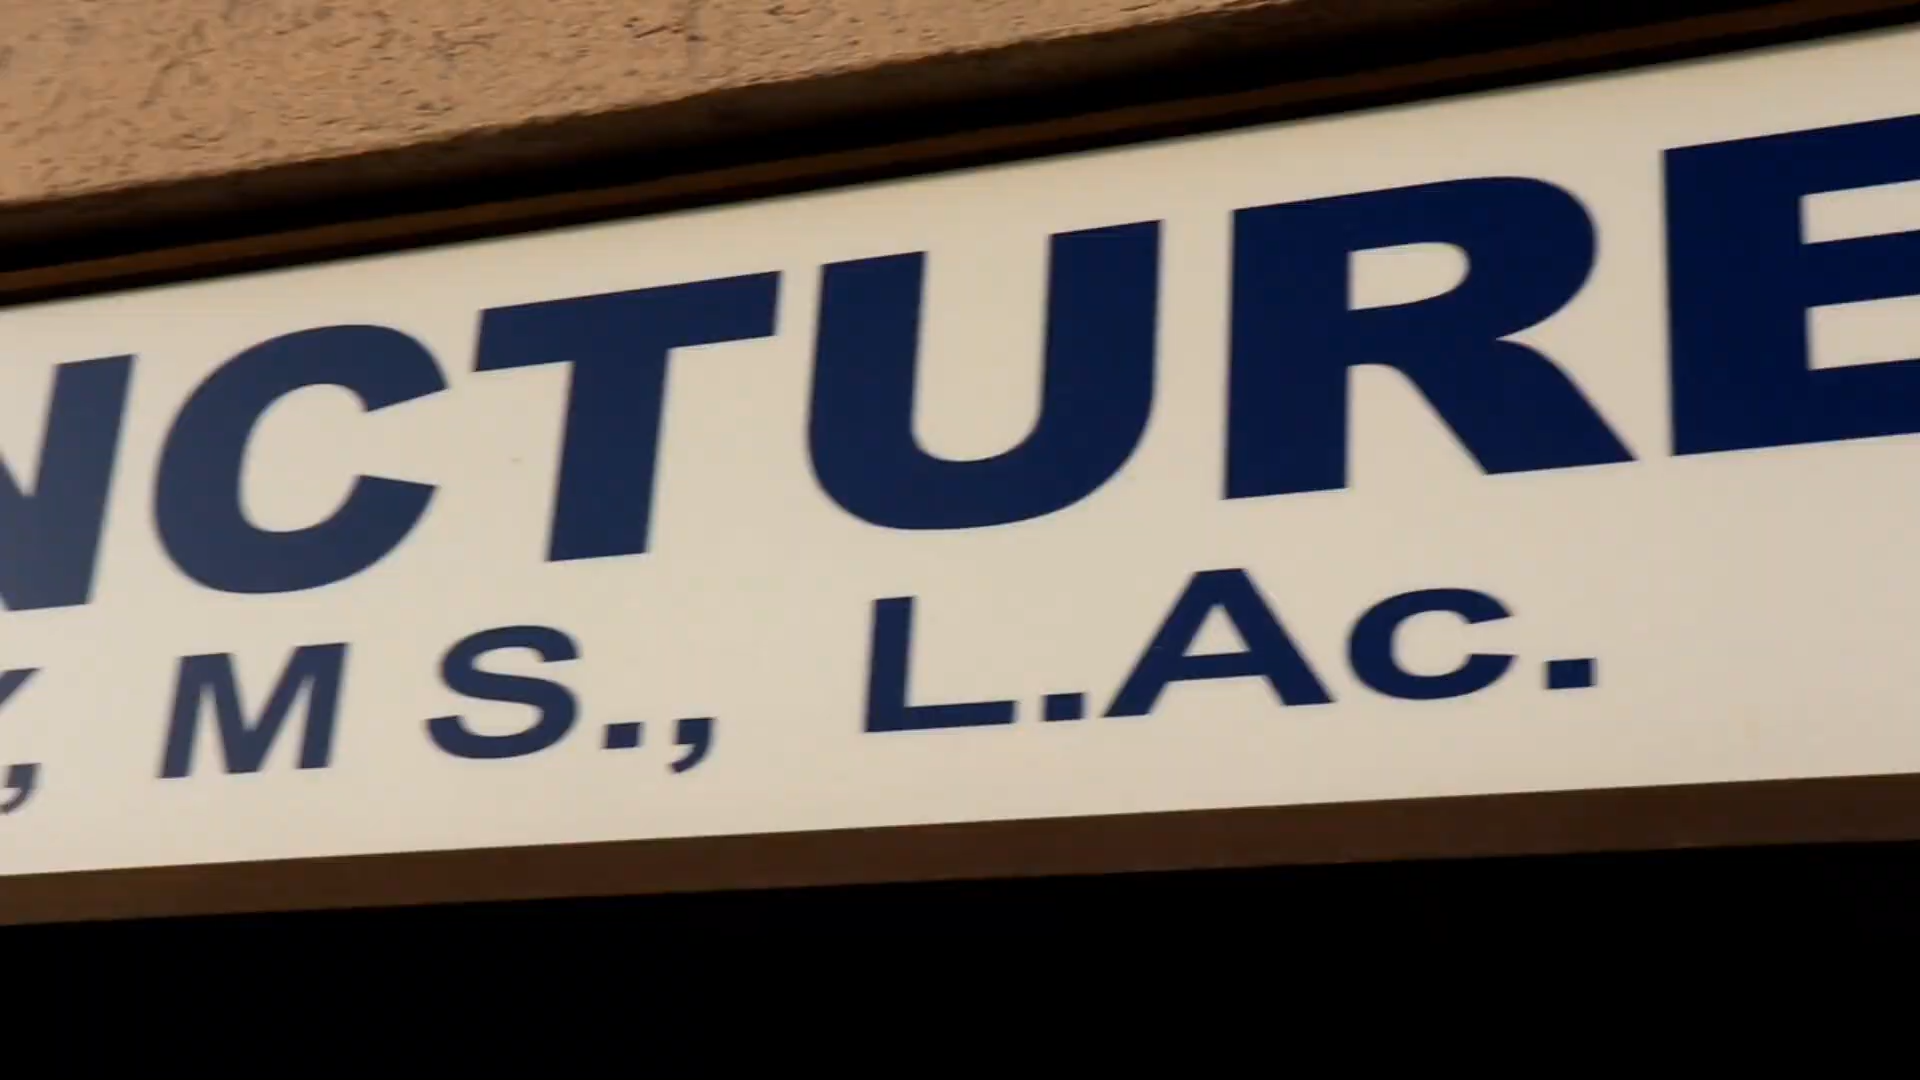 NCTURE
, M S., L.Ac.